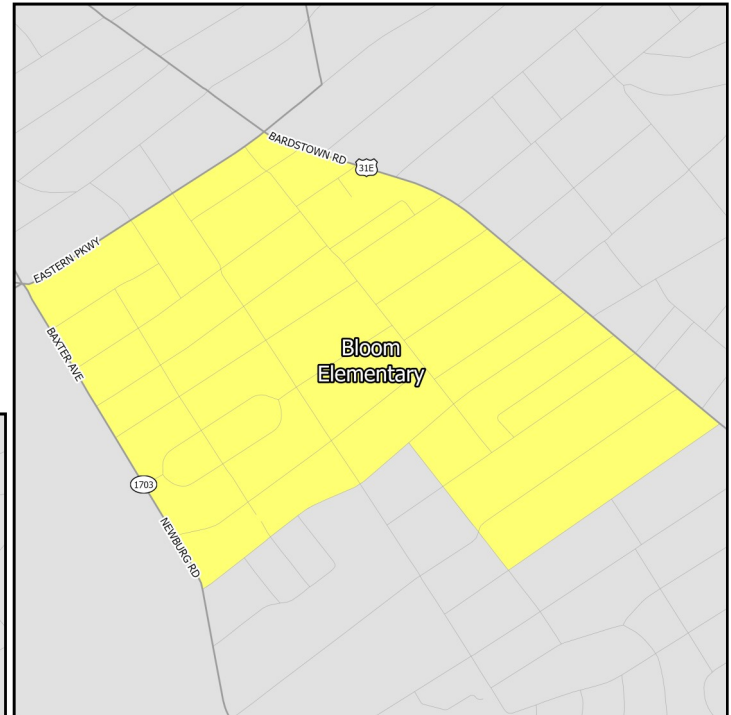 BARDSTOWN RD
31E
EASTERN PKWY
BAXTER AVE
Bloom
Elementary
1703
NEWBURG RD